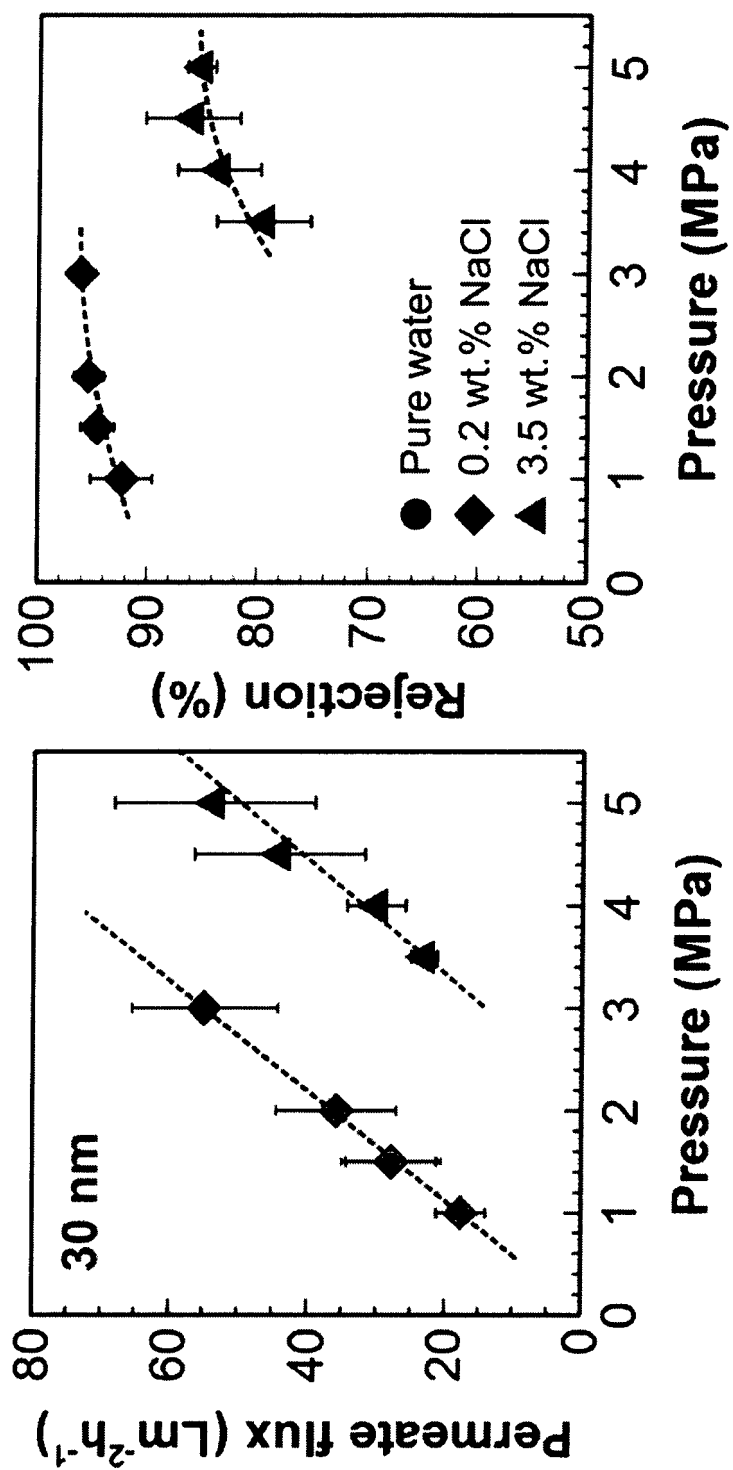 30 nm
80
60
40
20
0
0 1 2 3 4 5
Permeate flux (Lm⁻²h⁻¹)
Pressure (MPa)
100
90
80
70
60
50
0 1 2 3 4 5
Rejection (%)
Pressure (MPa)
Pure water
0.2 wt.% NaCl
3.5 wt.% NaCl